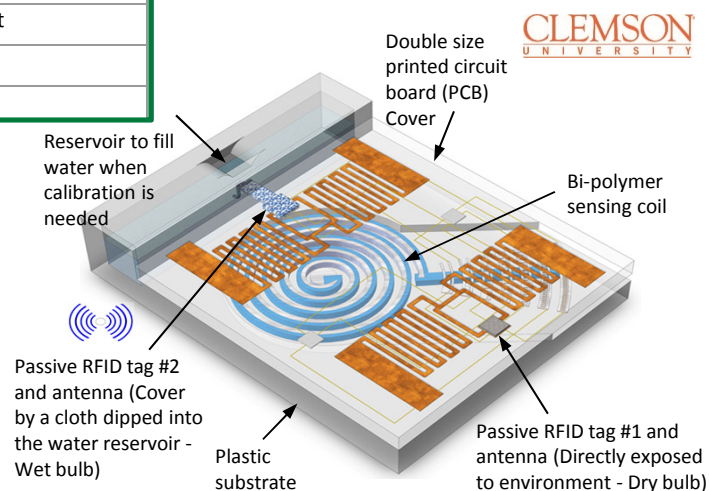 t
CLEMSON
UNIVERSITY
Double size
printed circuit
board (PCB)
Cover
Reservoir to fill
water when
calibration is
needed
Bi-polymer
sensing coil
Passive RFID tag #2
and antenna (Cover
by a cloth dipped into
the water reservoir -
Wet bulb)
Plastic
substrate
Passive RFID tag #1 and
antenna (Directly exposed
to environment - Dry bulb)